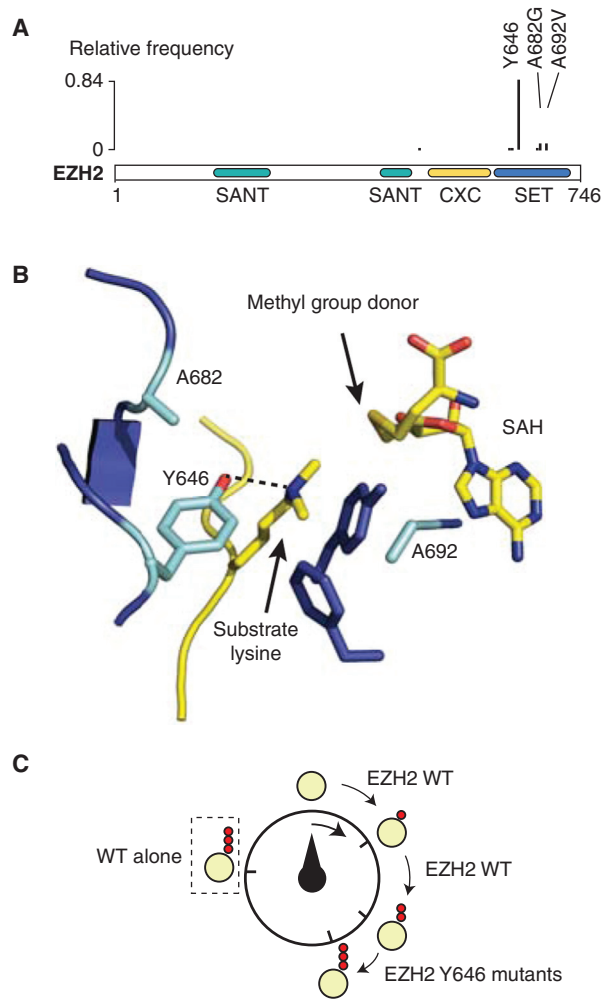 A
Relative frequency
Y646
A682G
A692V
0.84
0
EZH2
1
SANT
SANT
CXC
SET
746
B
Methyl group donor
A682
SAH
Y646
A692
Substrate
lysine
C
EZH2 WT
WT alone
EZH2 WT
EZH2 Y646 mutants